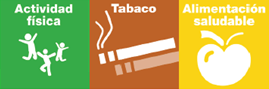 Actividad
física
Tabaco
Alimentación
saludable